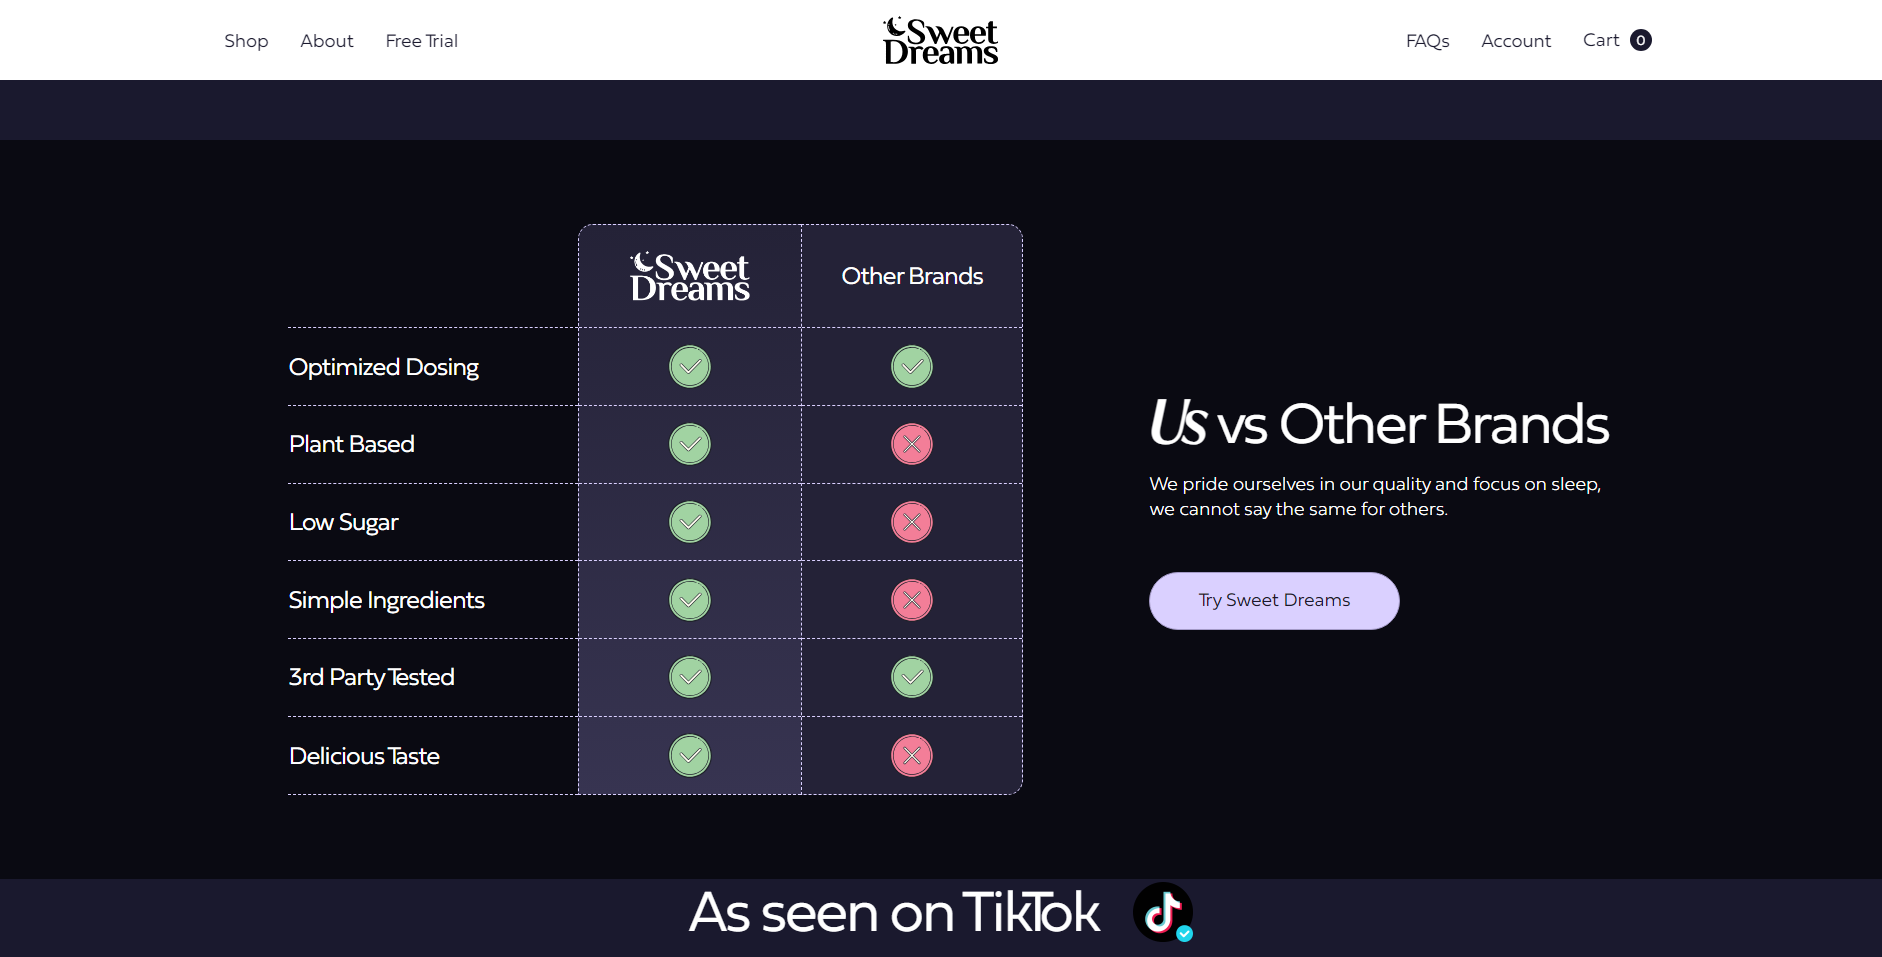 Shop
About
Free Trial
Sweet
Dreams
FAQs
Account
Cart
0
Sweet
Dreams
Other Brands
Optimized Dosing
Plant Based
Low Sugar
Simple Ingredients
3rd Party Tested
Delicious Taste
Us vs Other Brands
We pride ourselves in our quality and focus on sleep,
we cannot say the same for others.
Try Sweet Dreams
As seen on TikTok